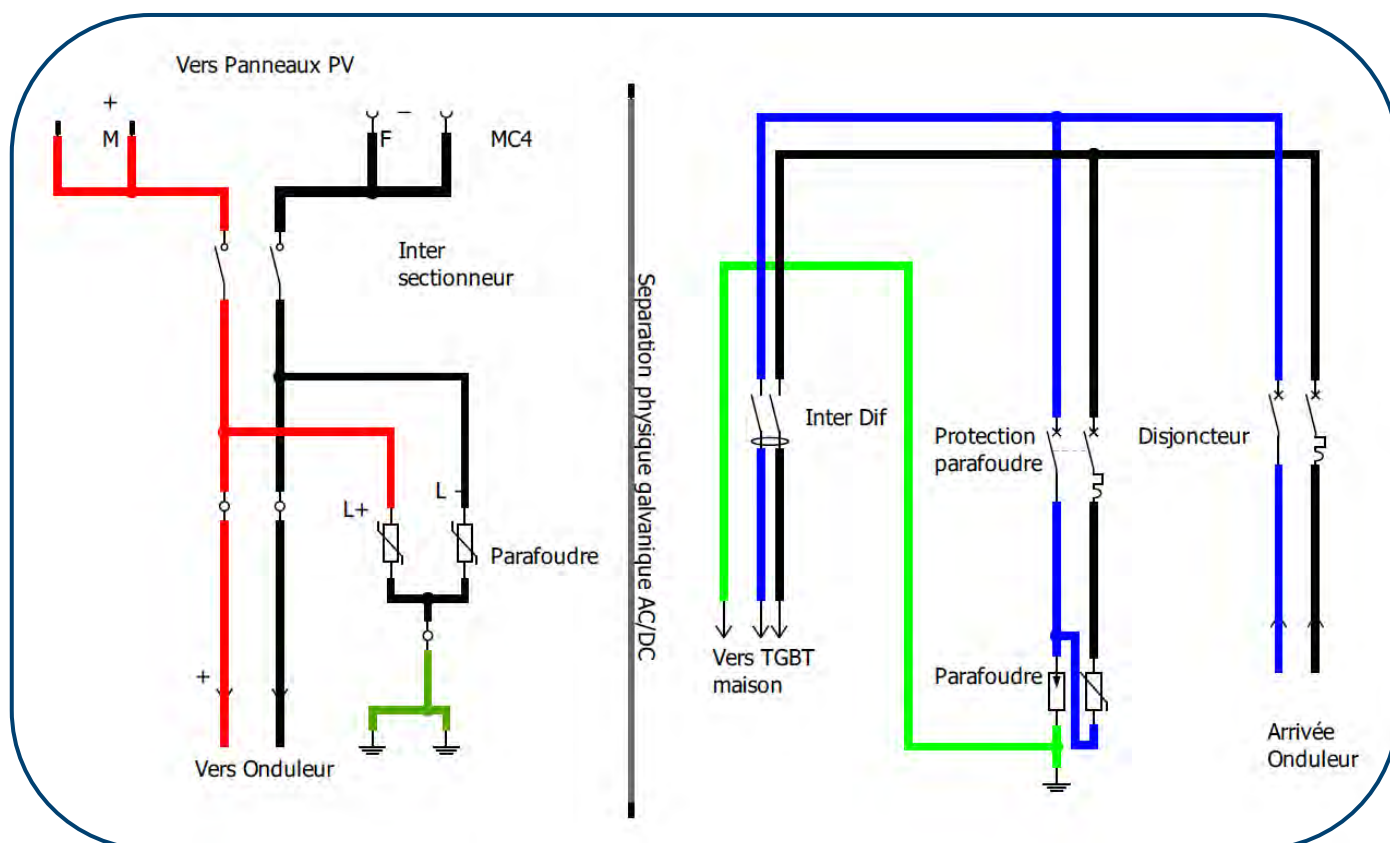 Vers Panneaux PV
+
M
−
F
MC4
Inter
sectionneur
L+
L -
Parafoudre
+
Vers Onduleur
Separation physique galvanique AC/DC
Inter Dif
Protection
parafoudre
Disjoncteur
Vers TGBT
maison
Parafoudre
Arrivée
Onduleur